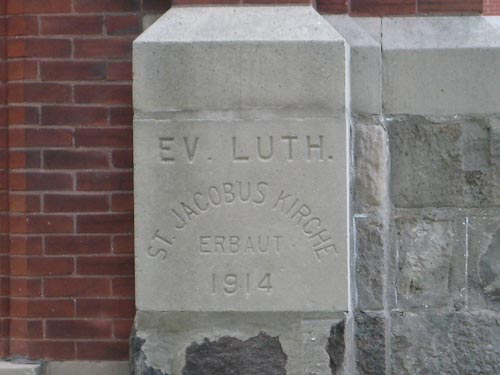 EV. LUTH.
ST. JACOBUS KIRCHE
ERBAUT
1914